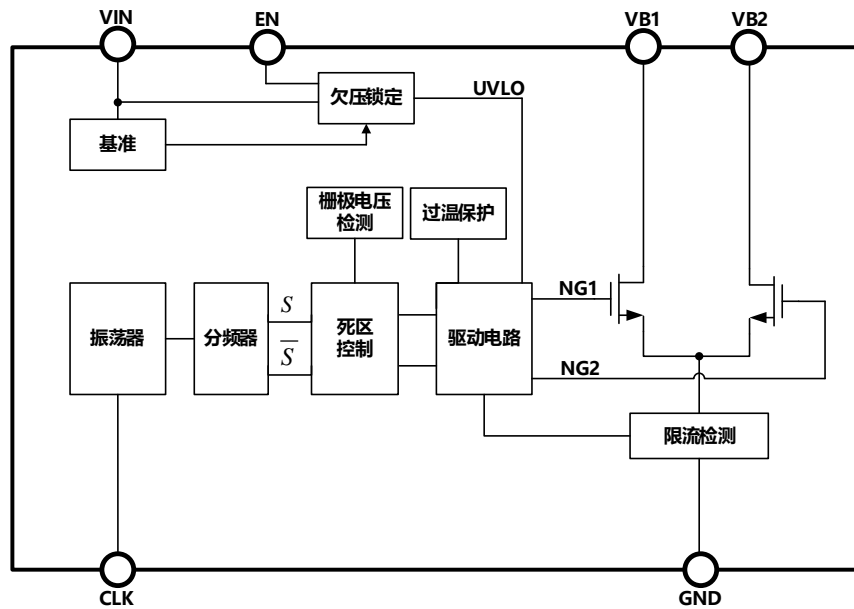 VIN
EN
VB1
VB2
欠压锁定
UVLO
基准
栅极电压
检测
过温保护
振荡器
分频器
S
S̅
死区
控制
驱动电路
NG1
NG2
限流检测
CLK
GND